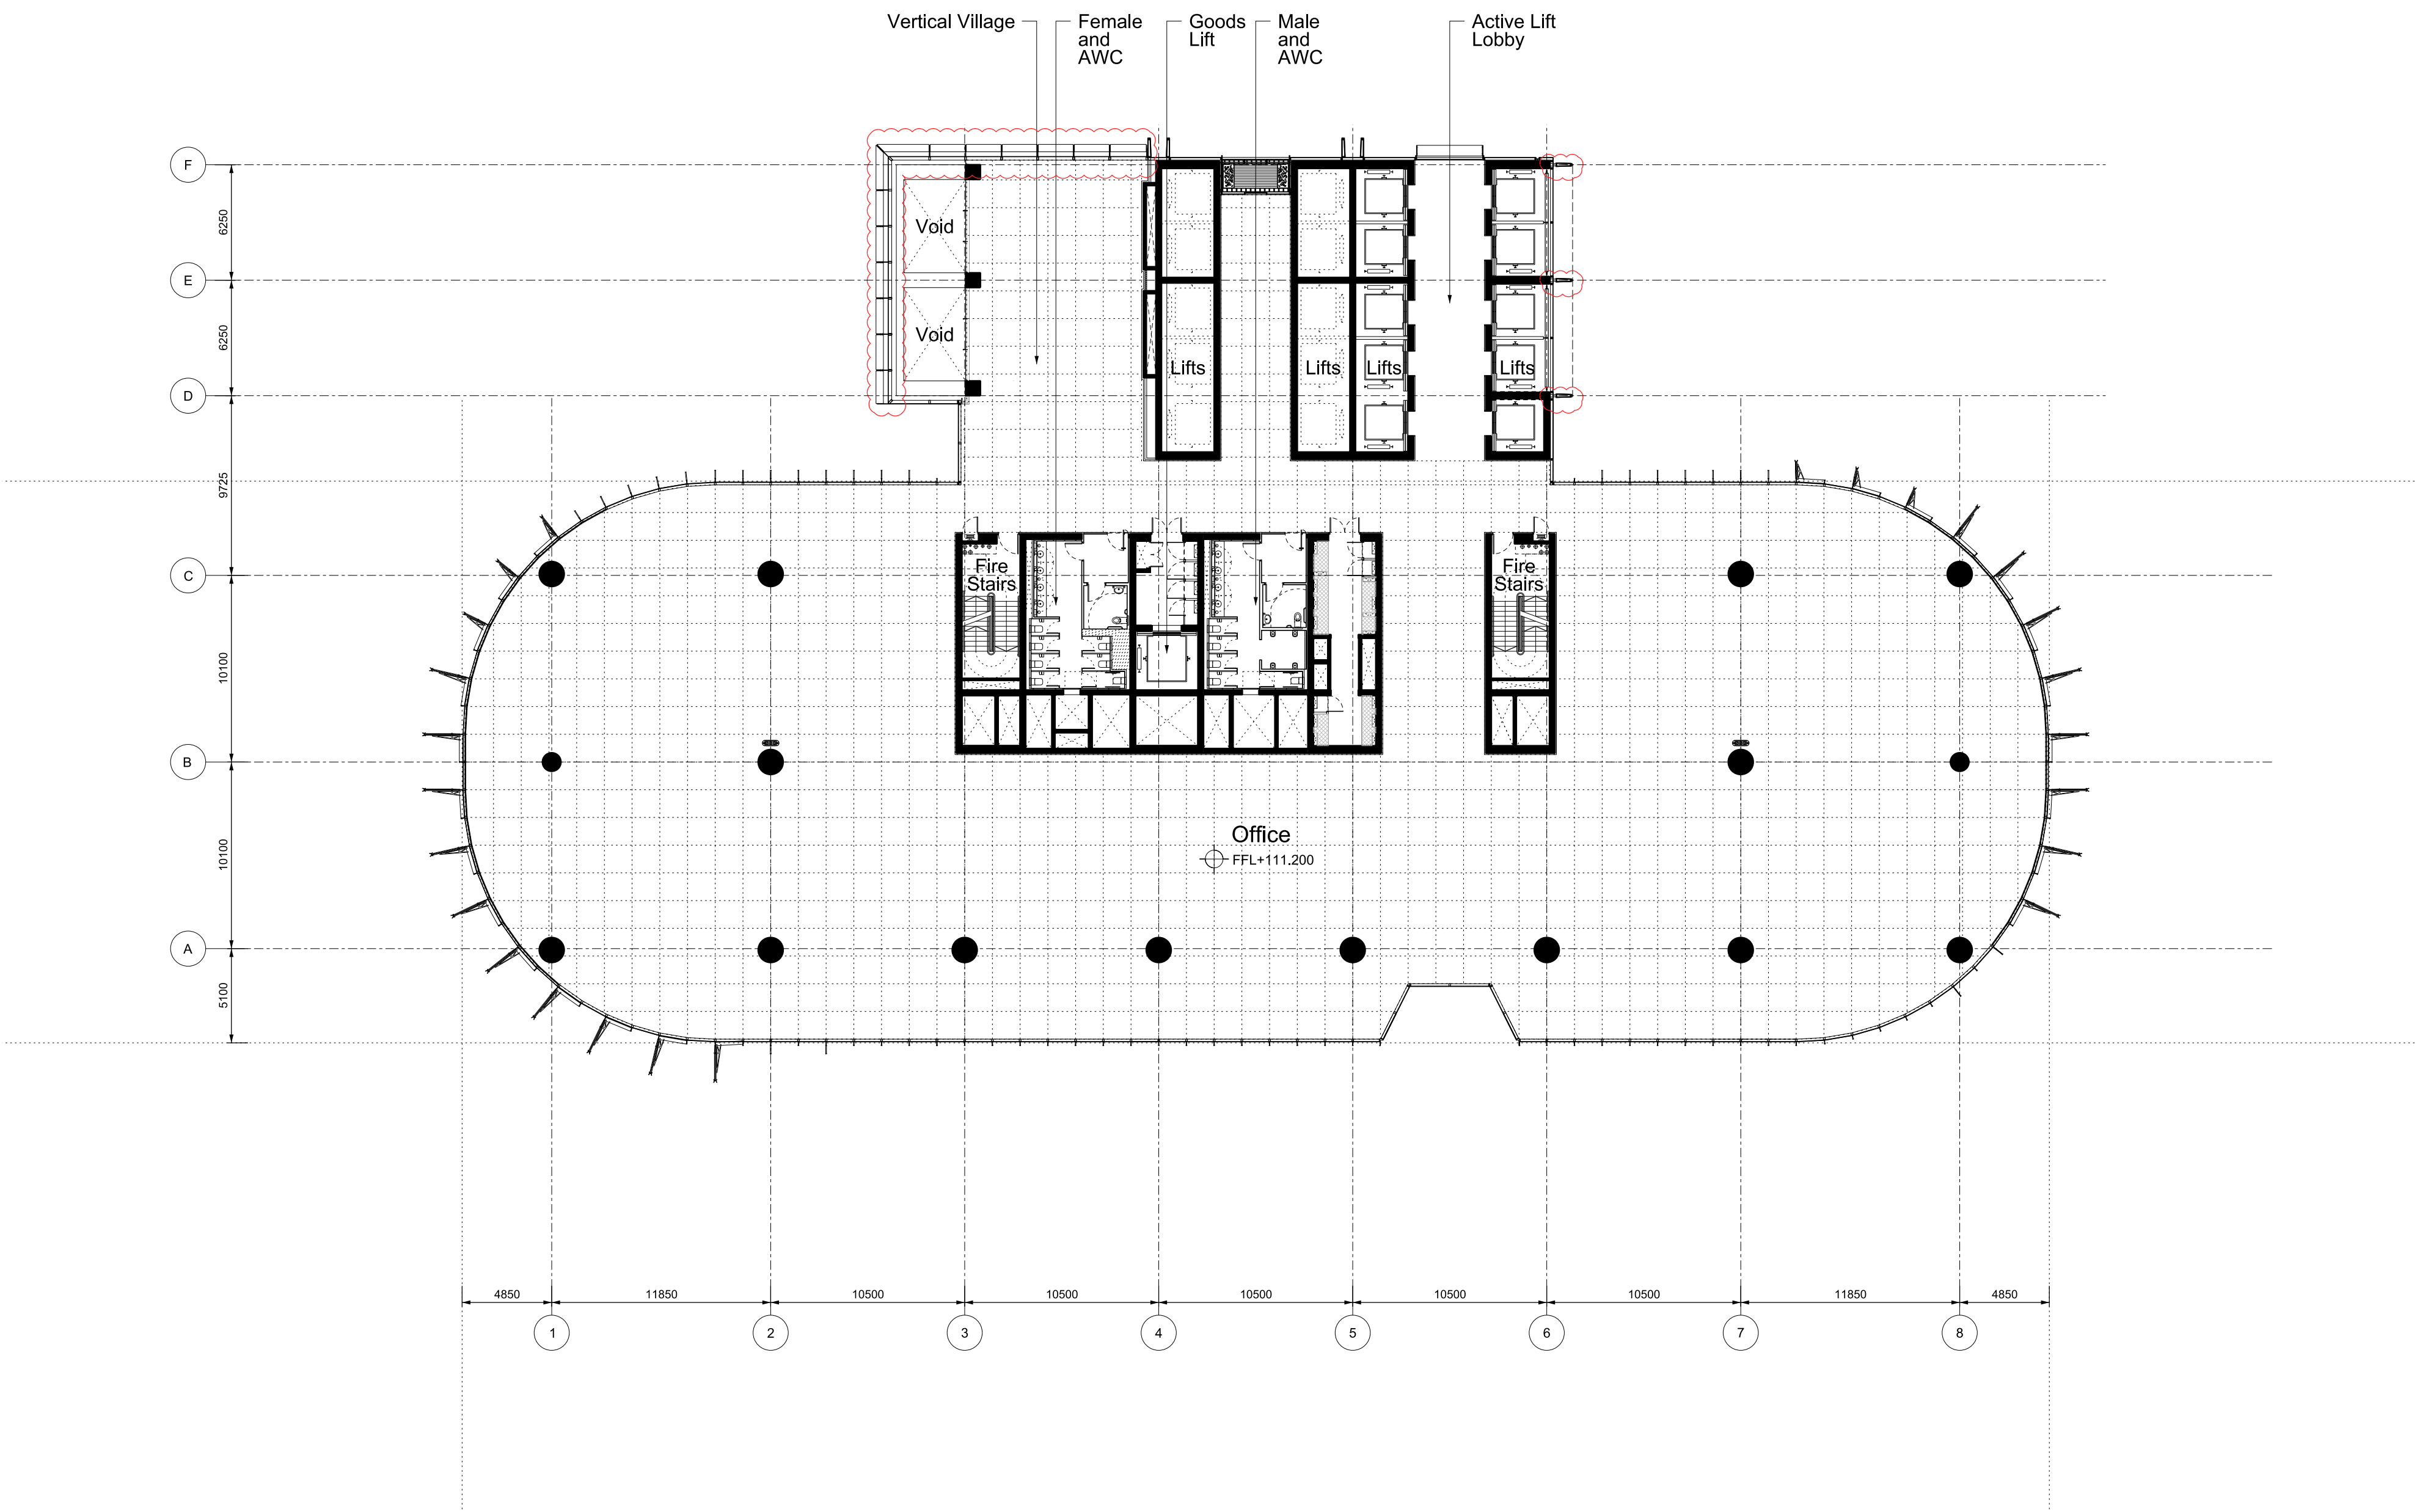 Vertical Village
Female
and
AWC
Goods
Lift
Male
and
AWC
Active Lift
Lobby
F
6250
Void
E
6250
Void
Lifts
Lifts
Lifts
Lifts
D
9725
C
Fire
Stairs
Fire
Stairs
10100
B
10100
Office
FFL+111.200
A
5100
4850
11850
10500
10500
10500
10500
10500
11850
4850
1
2
3
4
5
6
7
8